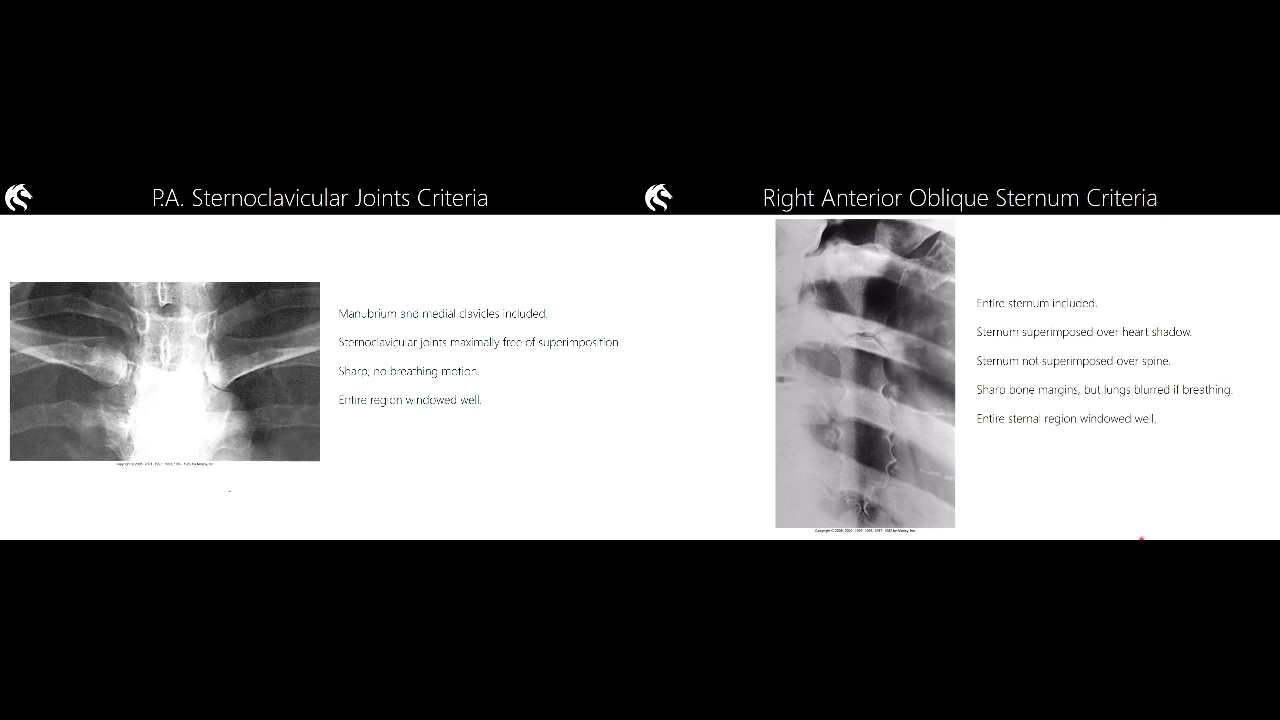 P.A. Sternoclavicular Joints Criteria
Manubrium and medial clavicles included.
Sternoclavicular joints maximally free of superimposition.
Sharp; no breathing motion.
Entire region windowed well.
Right Anterior Oblique Sternum Criteria
Entire sternum included.
Sternum superimposed over heart shadow.
Sternum not superimposed over spine.
Sharp bone margins, but lungs blurred if breathing.
Entire sternal region windowed well.